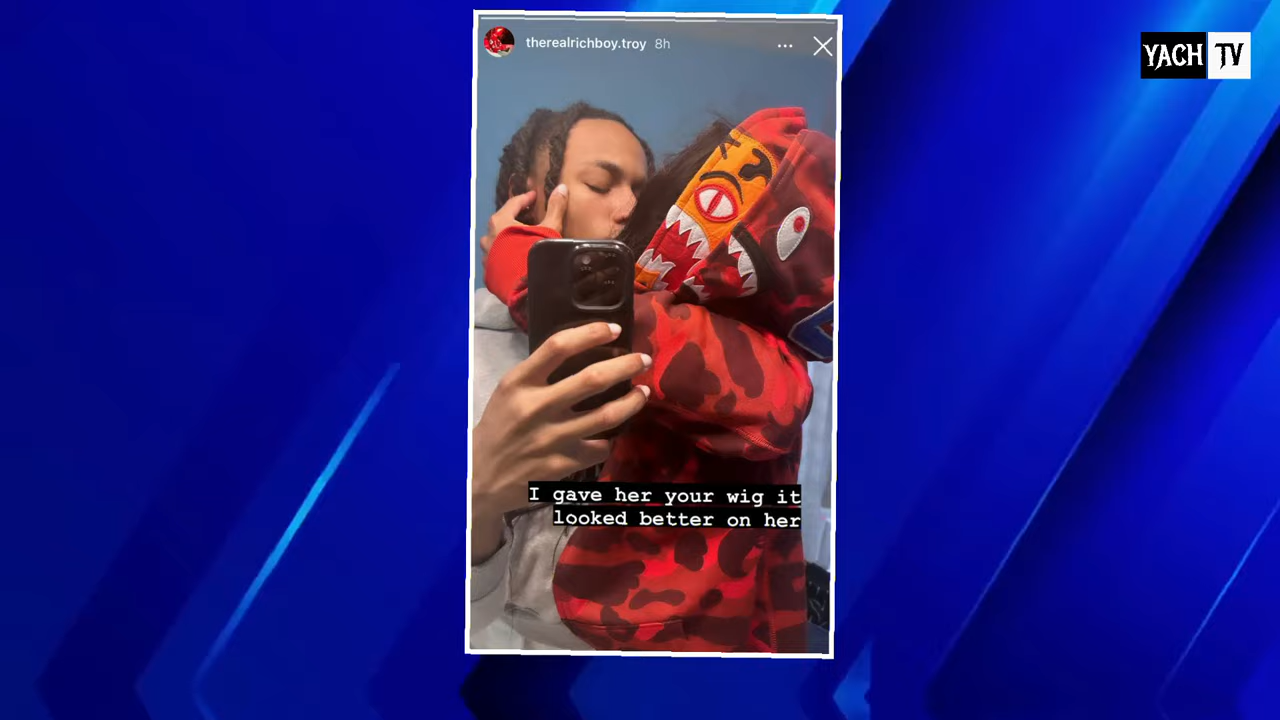 therealrichboy.troy 8h
YACH TV
I gave her your wig it
looked better on her